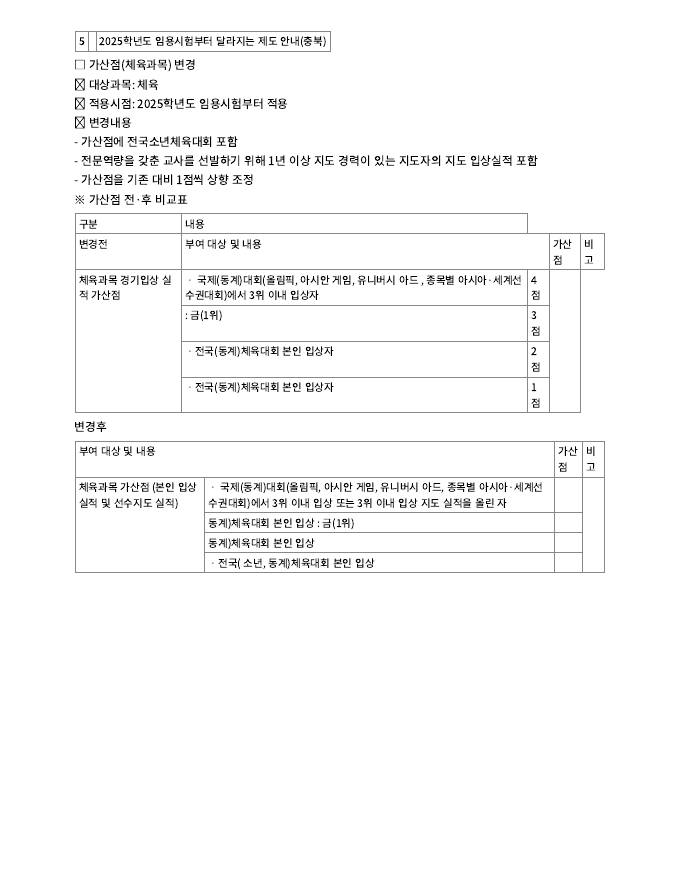 5 2025학년도 임용시험부터 달라지는 제도 안내(충북)
☐ 가산점(체육과목) 변경
☒ 대상과목: 체육
☒ 적용시점: 2025학년도 임용시험부터 적용
☒ 변경내용
- 가산점에 전국소년체육대회 포함
- 전문역량을 갖춘 교사를 선발하기 위해 1년 이상 지도 경력이 있는 지도자의 지도 입상실적 포함
- 가산점을 기존 대비 1점씩 상향 조정
※ 가산점 전·후 비교표
구분 내용
변경전 부여 대상 및 내용 가산
점 비
고
체육과목 경기입상 실
적 가산점
· 국제(동계)대회(올림픽, 아시안 게임, 유니버시 아드 , 종목별 아시아·세계선
수권대회)에서 3위 이내 입상자
4
점
: 금(1위) 3
점
· 전국(동계)체육대회 본인 입상자 2
점
· 전국(동계)체육대회 본인 입상자 1
점
변경후
부여 대상 및 내용 가산
점 비
고
체육과목 가산점 (본인 입상
실적 및 선수지도 실적)
· 국제(동계)대회(올림픽, 아시안 게임, 유니버시 아드, 종목별 아시아·세계선
수권대회)에서 3위 이내 입상 또는 3위 이내 입상 지도 실적을 올린 자
동계)체육대회 본인 입상 : 금(1위)
동계)체육대회 본인 입상
· 전국( 소년, 동계)체육대회 본인 입상